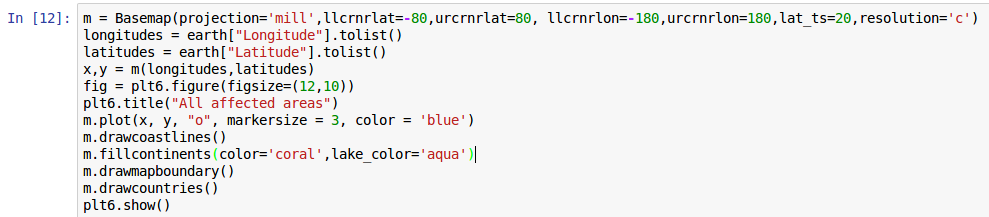 In [12]: m = Basemap(projection='mill',llcrnrlat=-80,urcrnrlat=80, llcrnrlon=-180,urcrnrlon=180,lat_ts=20,resolution='c')
longitudes = earth["Longitude"].tolist()
latitudes = earth["Latitude"].tolist()
x,y = m(longitudes,latitudes)
fig = plt6.figure(figsize=(12,10))
plt6.title("All affected areas")
m.plot(x, y, "o", markersize = 3, color = 'blue')
m.drawcoastlines()
m.fillcontinents(color='coral',lake_color='aqua')
m.drawmapboundary()
m.drawcountries()
plt6.show()